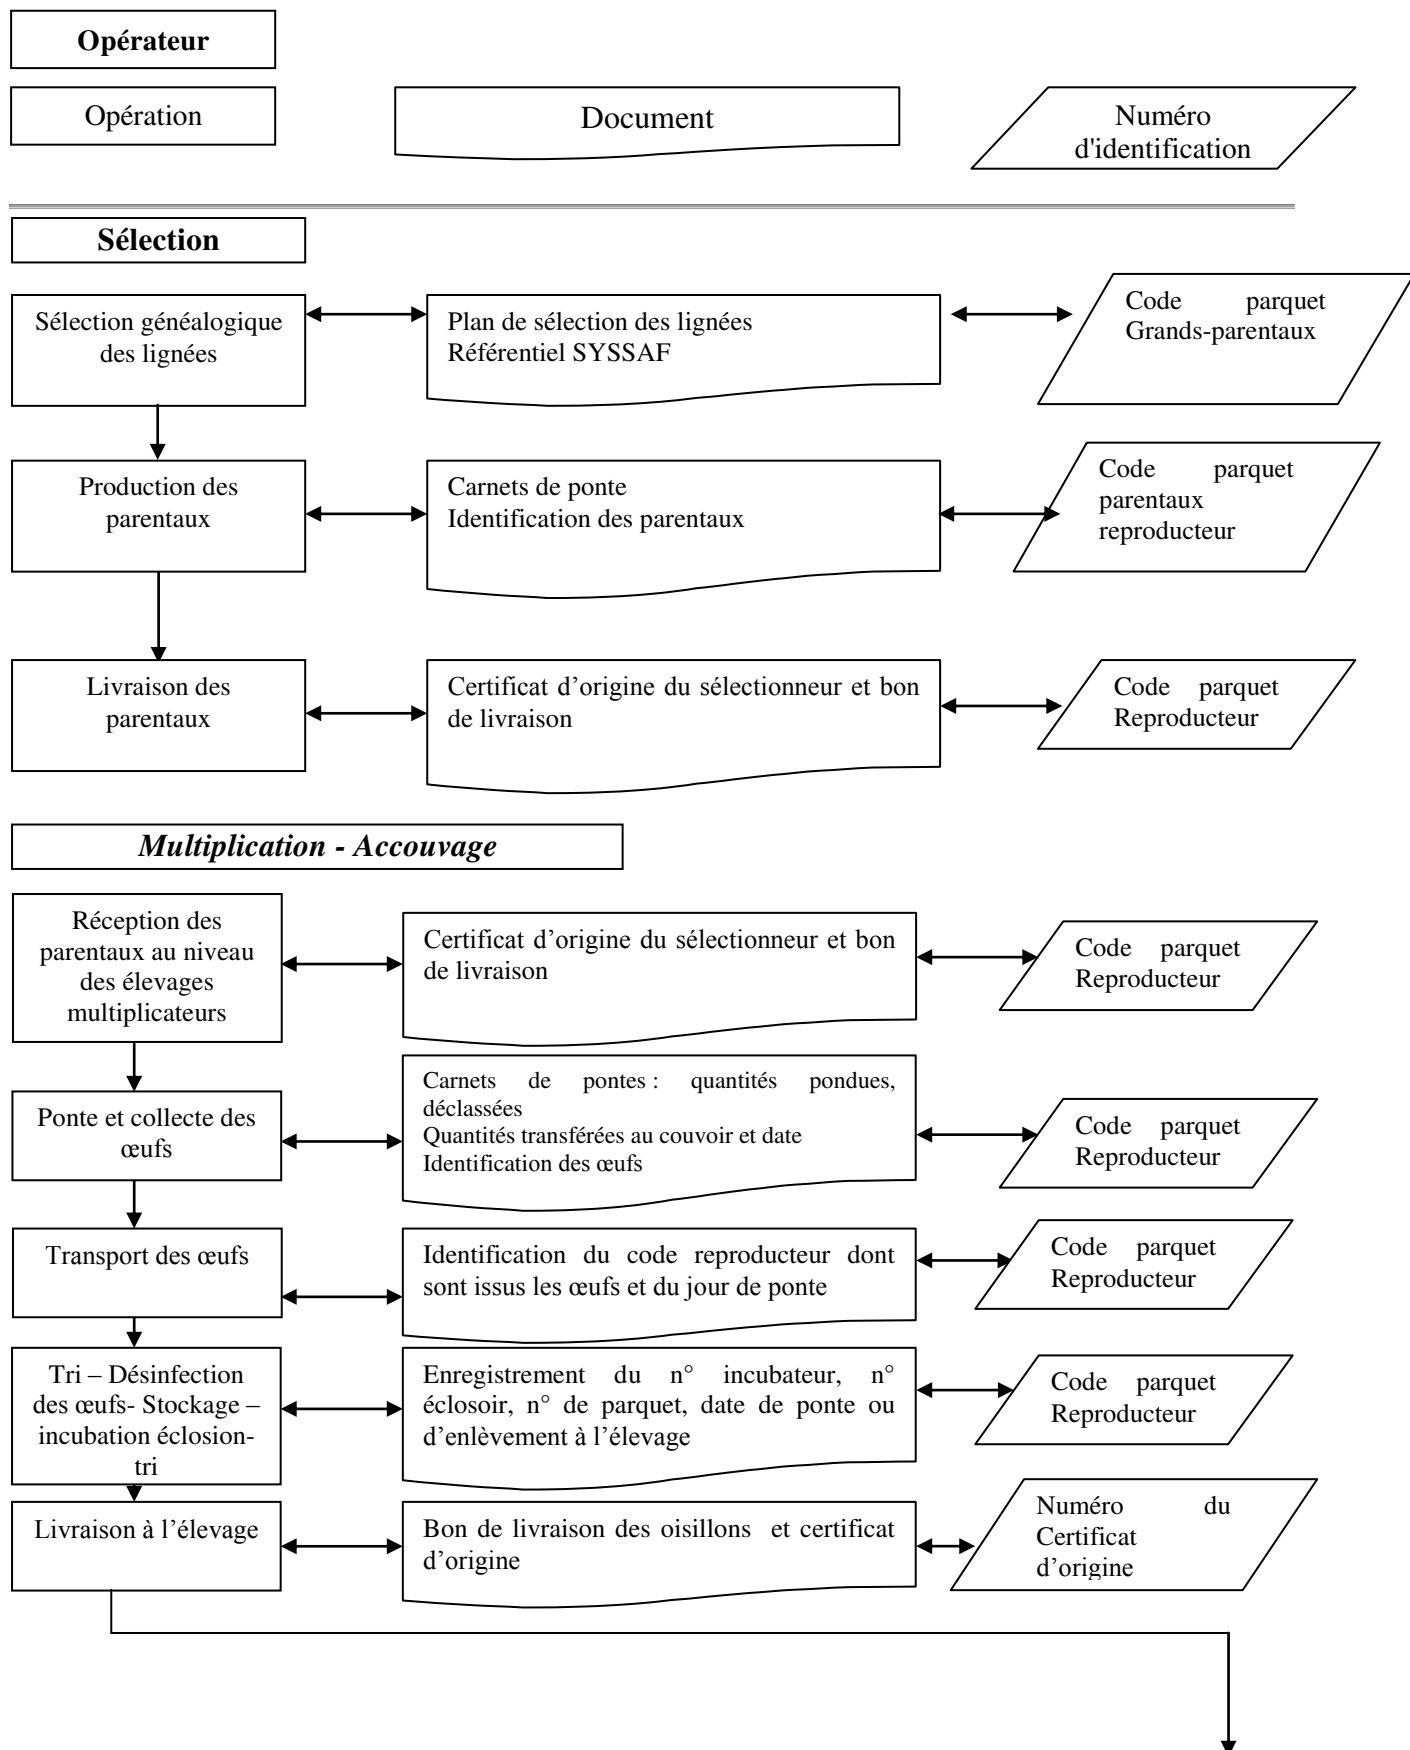 Opérateur
Opération
Document
Numéro
d'identification
Sélection
Sélection généalogique
des lignées
Plan de sélection des lignées
Référentiel SYSSAF
Code parquet
Grands-parentaux
Production des
parentaux
Carnets de ponte
Identification des parentaux
Code parquet
parentaux
reproducteur
Livraison des
parentaux
Certificat d’origine du sélectionneur et bon
de livraison
Code parquet
Reproducteur
Multiplication - Accouvage
Réception des
parentaux au niveau
des élevages
multiplicateurs
Certificat d’origine du sélectionneur et bon
de livraison
Code parquet
Reproducteur
Ponte et collecte des
œufs
Carnets de pontes : quantités pondues,
déclassées
Quantités transférées au couvoir et date
Identification des œufs
Code parquet
Reproducteur
Transport des œufs
Identification du code reproducteur dont
sont issus les œufs et du jour de ponte
Code parquet
Reproducteur
Tri – Désinfection
des œufs- Stockage –
incubation éclosion-
tri
Enregistrement du n° incubateur, n°
éclosoir, n° de parquet, date de ponte ou
d’enlèvement à l’élevage
Code parquet
Reproducteur
Livraison à l’élevage
Bon de livraison des oisillons et certificat
d’origine
Numéro du
Certificat
d’origine